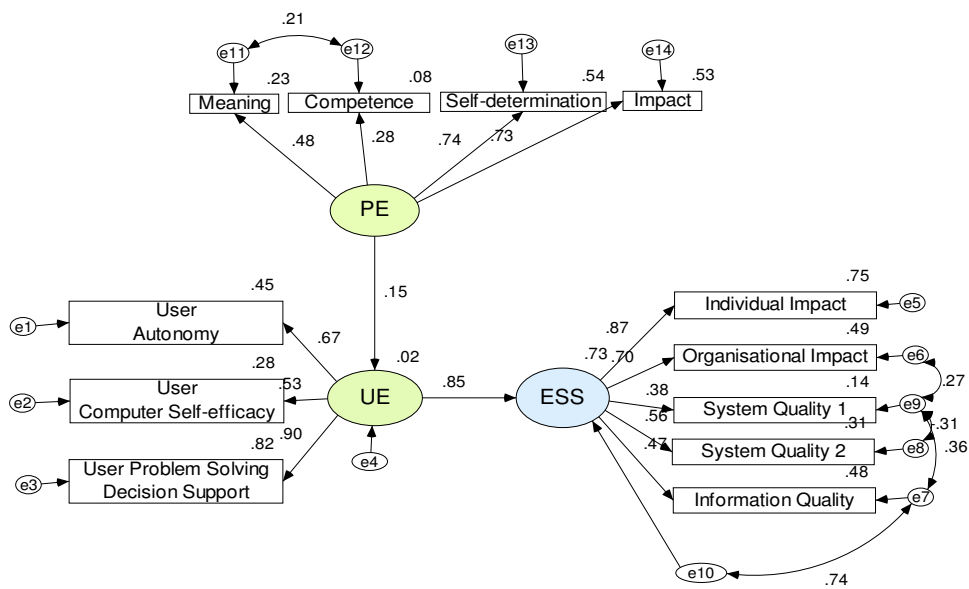 .21
e11 e12 e13 e14
.23 .08 .54 .53
Meaning Competence Self-determination Impact
.48 .28 .74 .73
PE
.15
.45
User
Autonomy
e1
.67
.28
User
Computer Self-efficacy
e2
.53
.82
.90
User Problem Solving
Decision Support
e3
.02
UE
e4
.85
ESS
.75
Individual Impact
e5
.87
.49
Organisational Impact
e6
.73 .70
.27
.14
System Quality 1
e9
.38
.31
System Quality 2
e8
.56
-.31
.36
.48
Information Quality
e7
.47
e10
.74